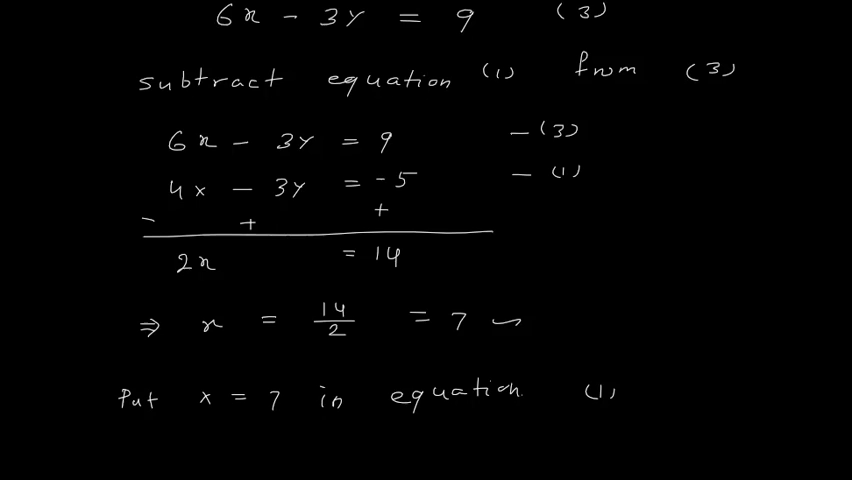 6x - 3y = 9 (3)
subtract equation (1) from (3)
6x - 3y = 9 - (3)
4x - 3y = -5 - (1)
- + +
2x = 14
⇒ x = 14/2 = 7
Put x = 7 in equation (1)